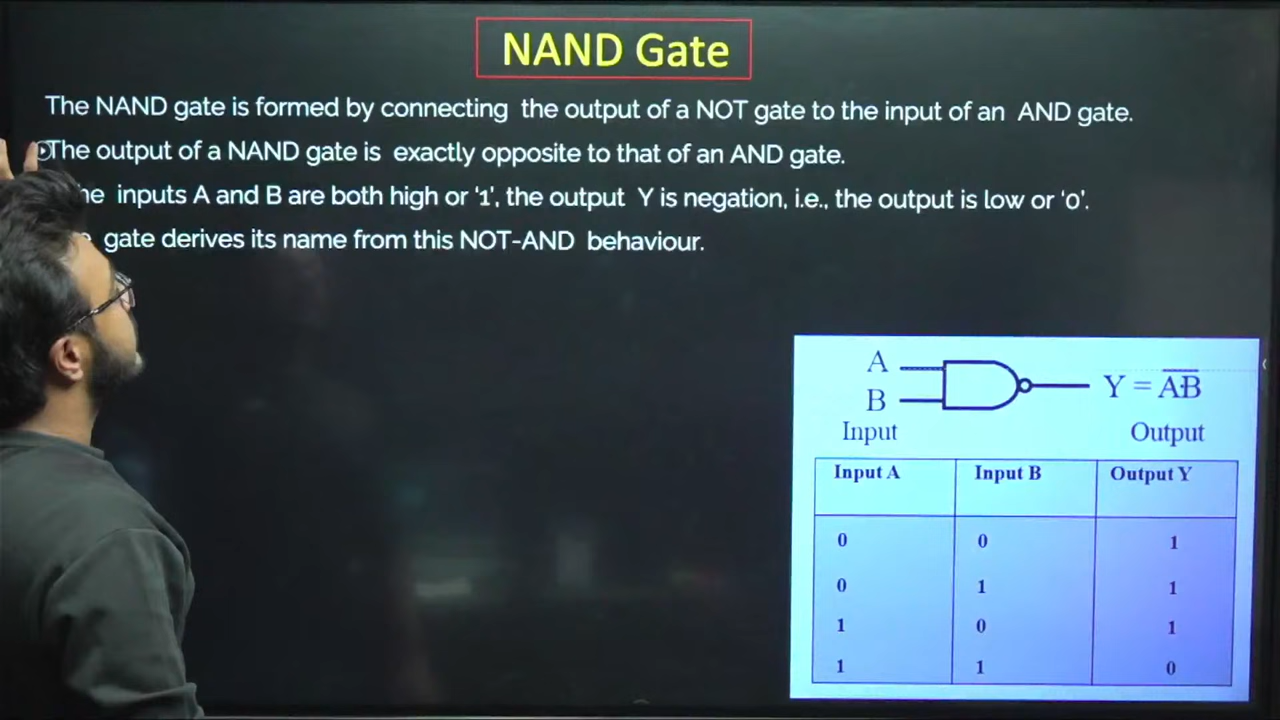 NAND Gate
The NAND gate is formed by connecting the output of a NOT gate to the input of an AND gate.
The output of a NAND gate is exactly opposite to that of an AND gate.
he inputs A and B are both high or ‘1’, the output Y is negation, i.e., the output is low or ‘0’.
gate derives its name from this NOT-AND behaviour.
A
B
Y = A·B
Input Output
Input A Input B Output Y
0 0 1
0 1 1
1 0 1
1 1 0